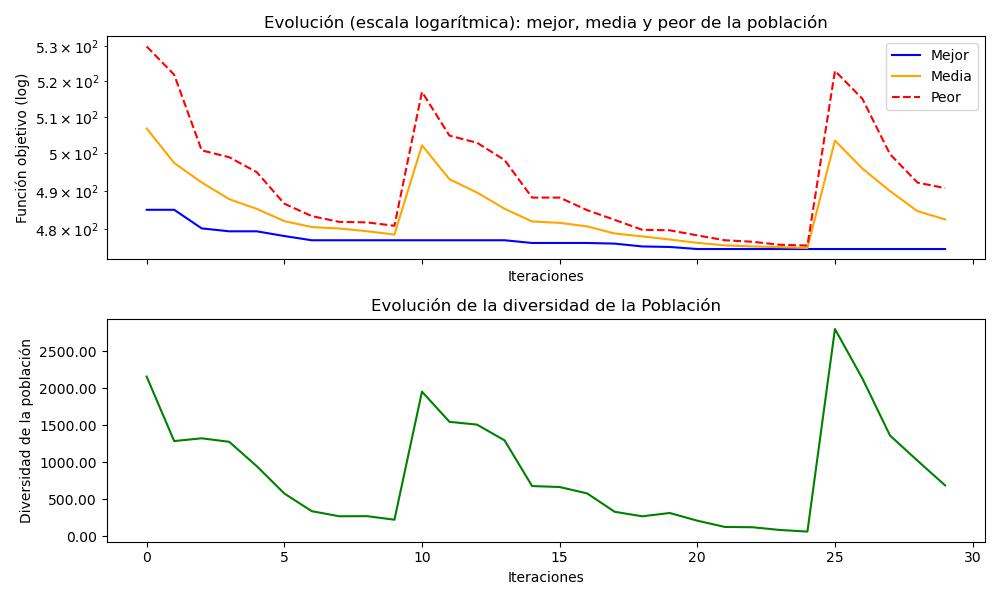 Evolución (escala logarítmica): mejor, media y peor de la población
Función objetivo (log)
5.3 × 10²
5.2 × 10²
5.1 × 10²
5 × 10²
4.9 × 10²
4.8 × 10²
Mejor
Media
Peor
Iteraciones
Evolución de la diversidad de la Población
Diversidad de la población
2500.00
2000.00
1500.00
1000.00
500.00
0.00
0 5 10 15 20 25 30
Iteraciones